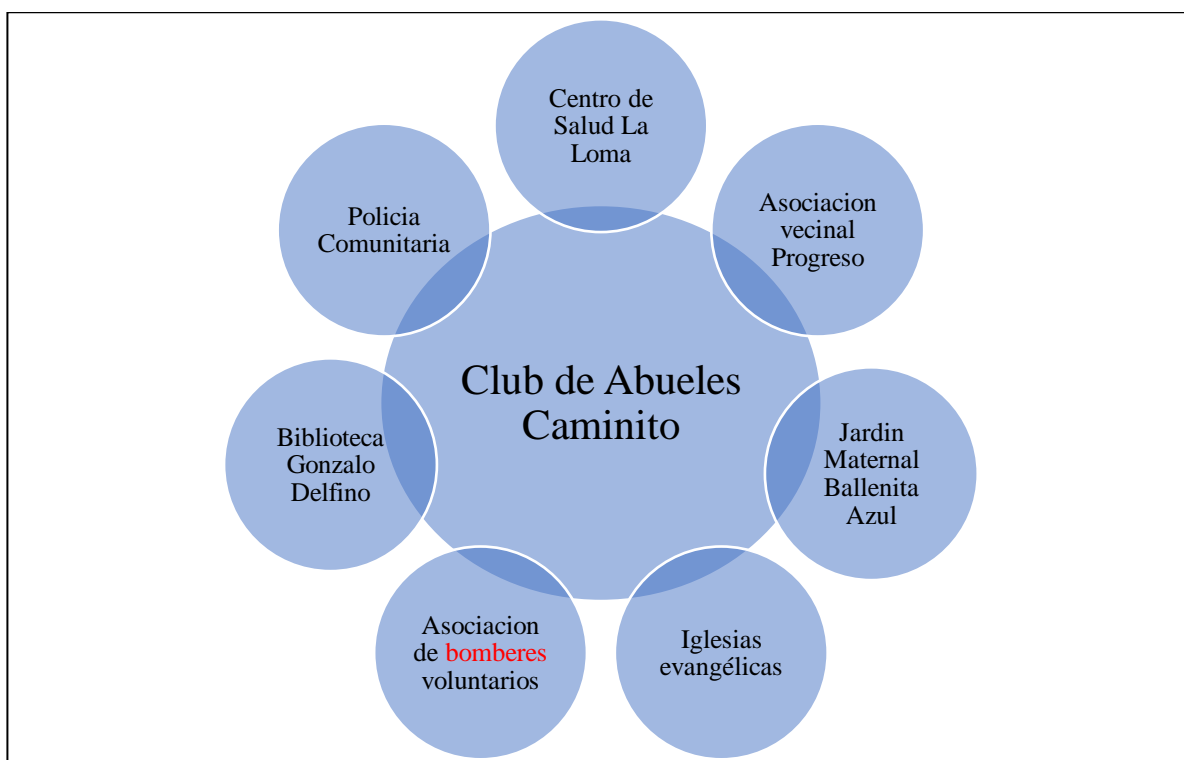 Centro de
Salud La
Loma
Policia
Comunitaria
Asociacion
vecinal
Progreso
Club de Abueles
Caminito
Biblioteca
Gonzalo
Delfino
Jardin
Maternal
Ballenita
Azul
Asociacion
de bomberes
voluntarios
Iglesias
evangélicas